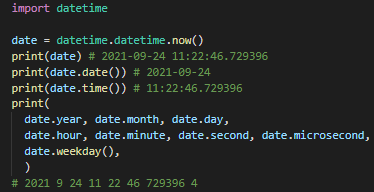 import datetime

date = datetime.datetime.now()
print(date) # 2021-09-24 11:22:46.729396
print(date.date()) # 2021-09-24
print(date.time()) # 11:22:46.729396
print(
  date.year, date.month, date.day,
  date.hour, date.minute, date.second, date.microsecond,
  date.weekday(),
  )
# 2021 9 24 11 22 46 729396 4